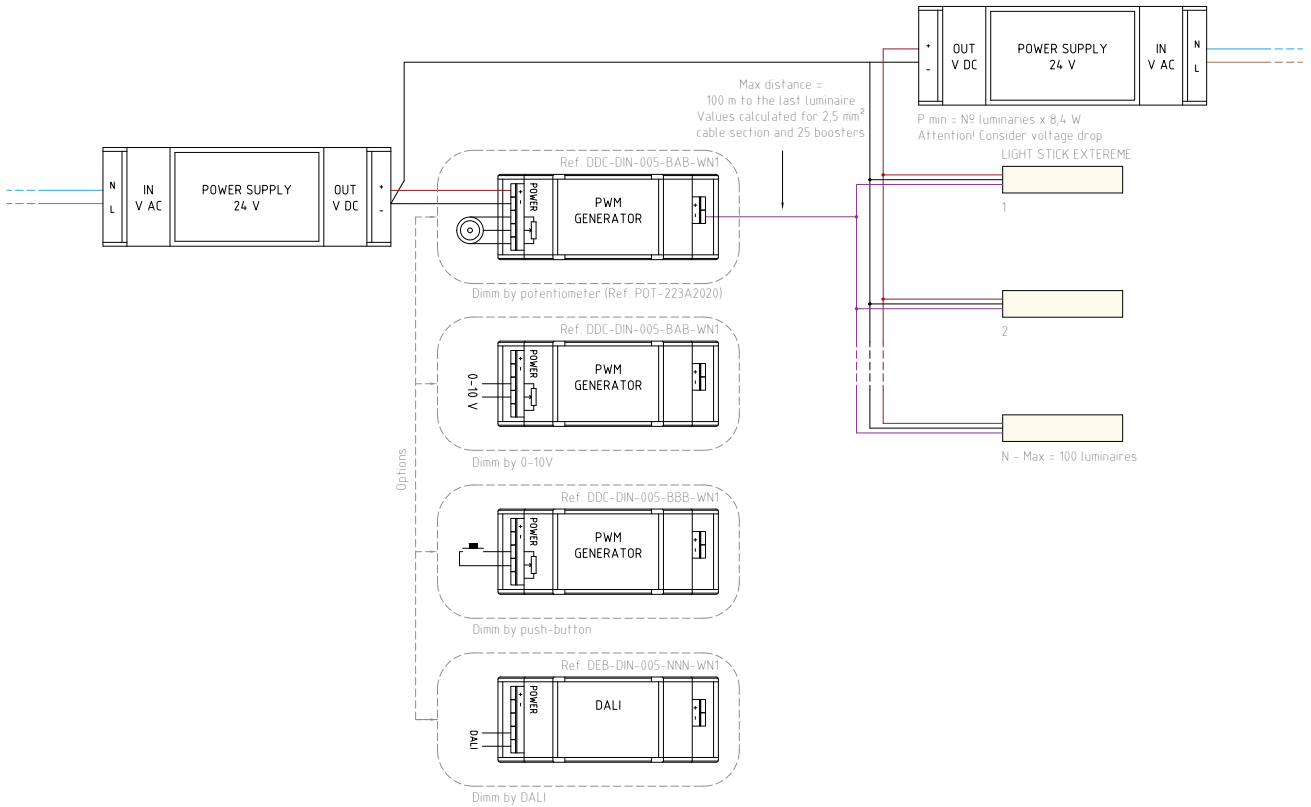 +
-
OUT
V DC
POWER SUPPLY
24 V
IN
V AC
N
L
P min = Nº luminaries x 8,4 W
Attention! Consider voltage drop
LIGHT STICK EXTEREME
1
2
N - Max = 100 luminaires
Max distance =
100 m to the last luminaire
Values calculated for 2,5 mm²
cable section and 25 boosters
N
L
IN
V AC
POWER SUPPLY
24 V
OUT
V DC
+
-
Ref. DDC-DIN-005-BAB-WN1
+
-
POWER
PWM
GENERATOR
+
-
Dimm by potentiometer (Ref. POT-223A2020)
Ref. DDC-DIN-005-BAB-WN1
0-10 V
+
-
POWER
PWM
GENERATOR
+
-
Dimm by 0-10V
Options
Ref. DDC-DIN-005-BBB-WN1
+
-
POWER
PWM
GENERATOR
+
-
Dimm by push-button
Ref. DEB-DIN-005-NNN-WN1
DALI
+
-
POWER
DALI
+
-
Dimm by DALI